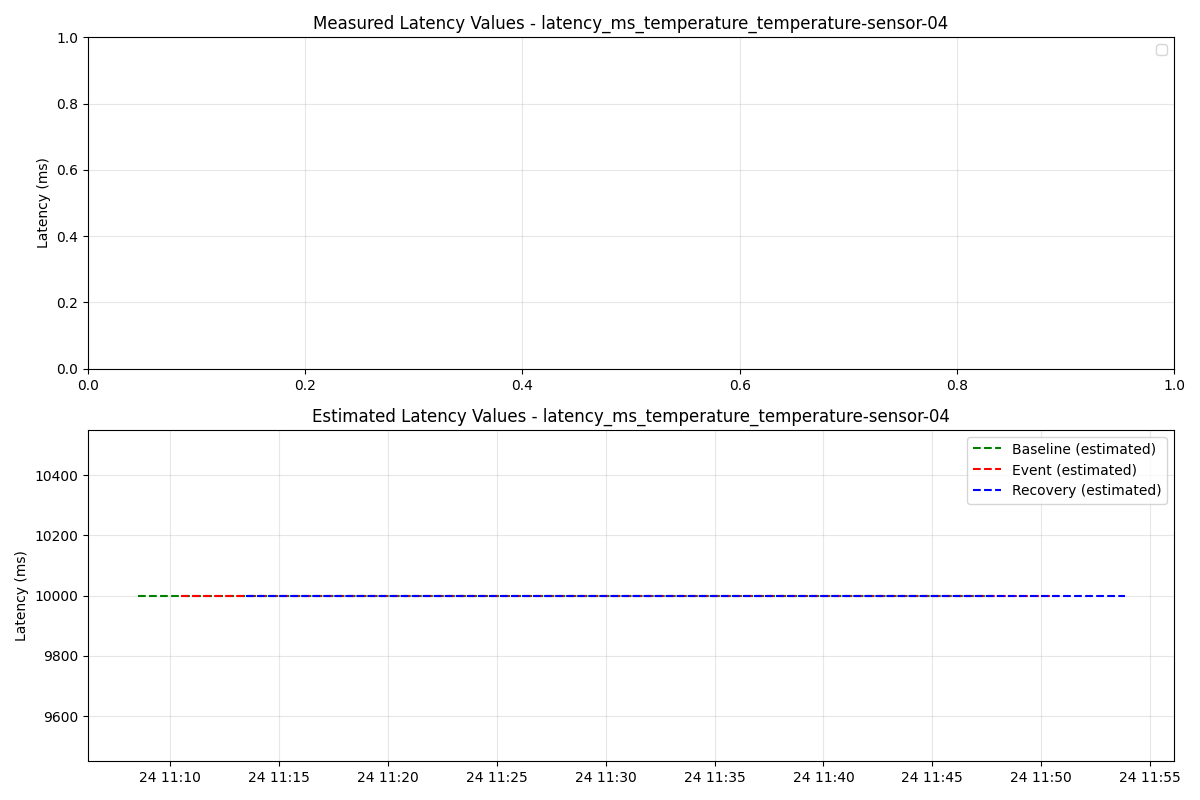 Measured Latency Values - latency_ms_temperature_temperature-sensor-04
1.0
0.8
0.6
0.4
0.2
0.0
Latency (ms)
0.0 0.2 0.4 0.6 0.8 1.0
Estimated Latency Values - latency_ms_temperature_temperature-sensor-04
Baseline (estimated)
Event (estimated)
Recovery (estimated)
10400
10200
10000
9800
9600
Latency (ms)
24 11:10 24 11:15 24 11:20 24 11:25 24 11:30 24 11:35 24 11:40 24 11:45 24 11:50 24 11:55